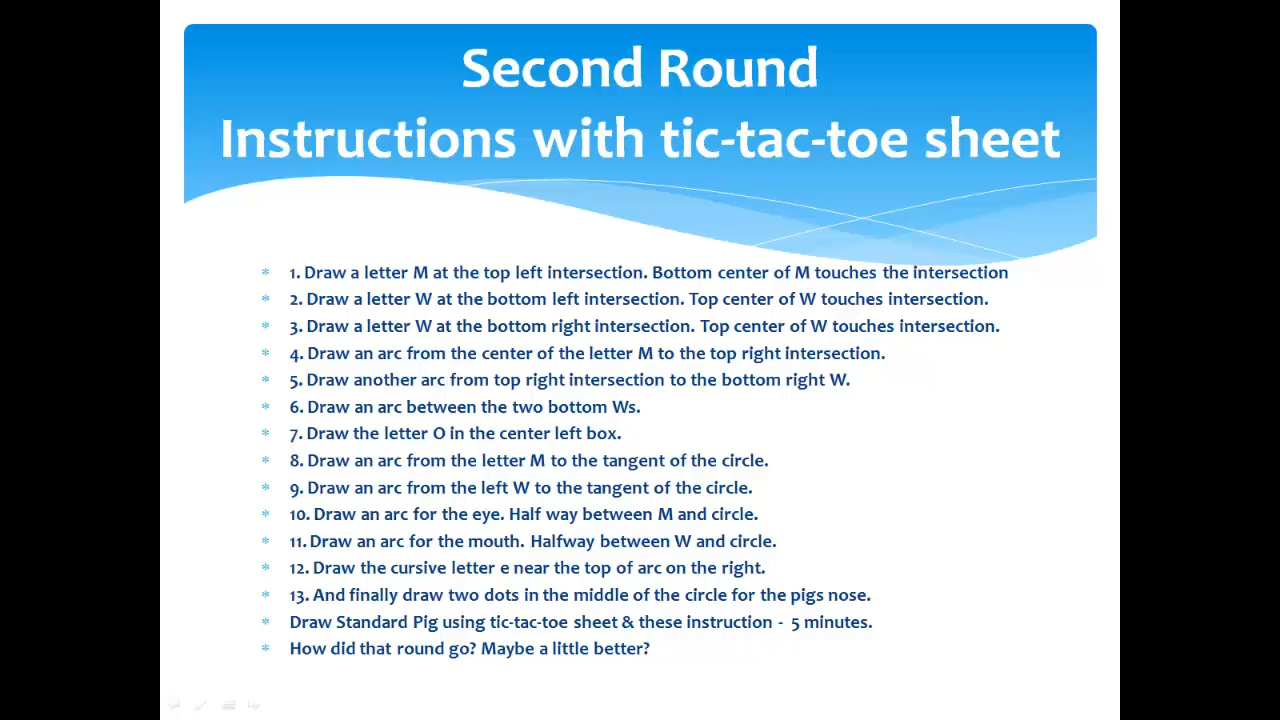 Second Round
Instructions with tic-tac-toe sheet
* 1. Draw a letter M at the top left intersection. Bottom center of M touches the intersection
* 2. Draw a letter W at the bottom left intersection. Top center of W touches intersection.
* 3. Draw a letter W at the bottom right intersection. Top center of W touches intersection.
* 4. Draw an arc from the center of the letter M to the top right intersection.
* 5. Draw another arc from top right intersection to the bottom right W.
* 6. Draw an arc between the two bottom Ws.
* 7. Draw the letter O in the center left box.
* 8. Draw an arc from the letter M to the tangent of the circle.
* 9. Draw an arc from the left W to the tangent of the circle.
* 10. Draw an arc for the eye. Half way between M and circle.
* 11. Draw an arc for the mouth. Halfway between W and circle.
* 12. Draw the cursive letter e near the top of arc on the right.
* 13. And finally draw two dots in the middle of the circle for the pigs nose.
* Draw Standard Pig using tic-tac-toe sheet & these instruction - 5 minutes.
* How did that round go? Maybe a little better?